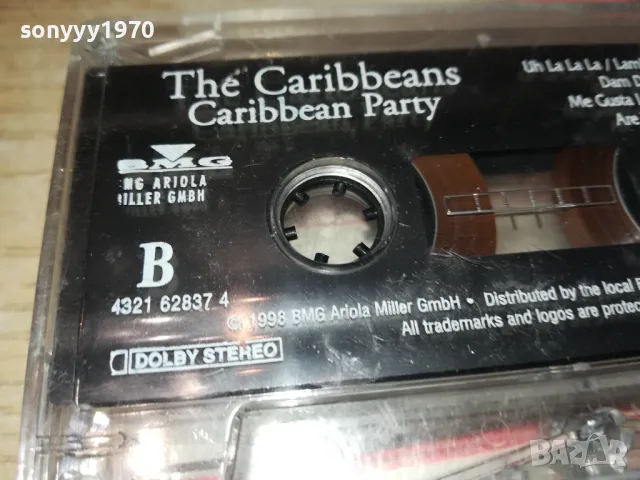 sonyyy1970
The Caribbeans
Caribbean Party
Uh La La La /
Dam
Me Gusta
Are
BMG
BMG ARIOLA
MILLER GMBH
B
4321 62837 4
© 1998 BMG Ariola Miller GmbH • Distributed by the local
All trademarks and logos are
DOLBY STEREO
BAZAR